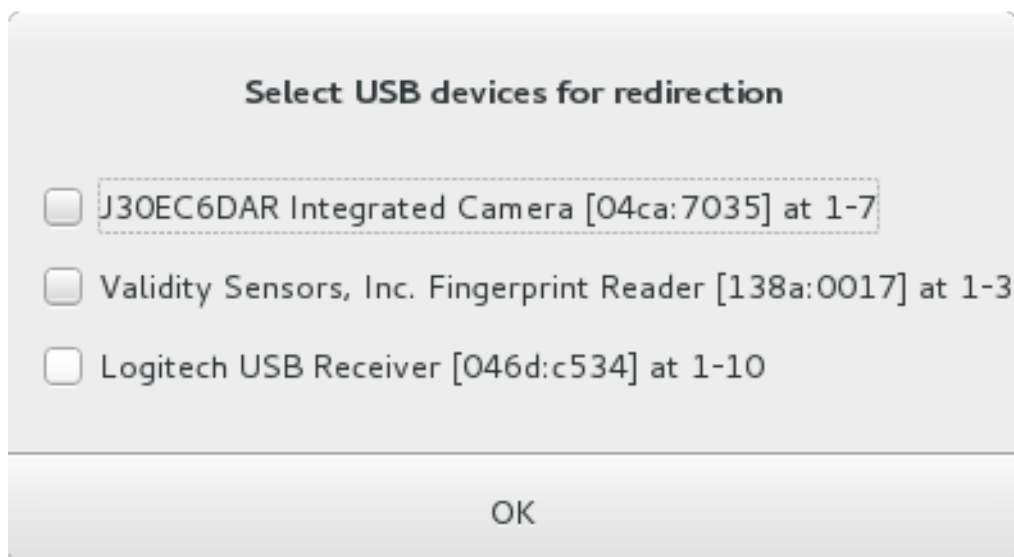 Select USB devices for redirection
J30EC6DAR Integrated Camera [04ca:7035] at 1-7
Validity Sensors, Inc. Fingerprint Reader [138a:0017] at 1-3
Logitech USB Receiver [046d:c534] at 1-10
OK